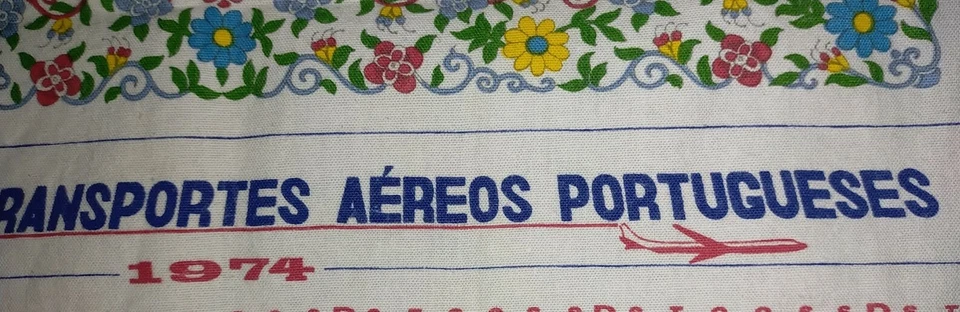 TRANSPORTES AÉREOS PORTUGUESES
1974